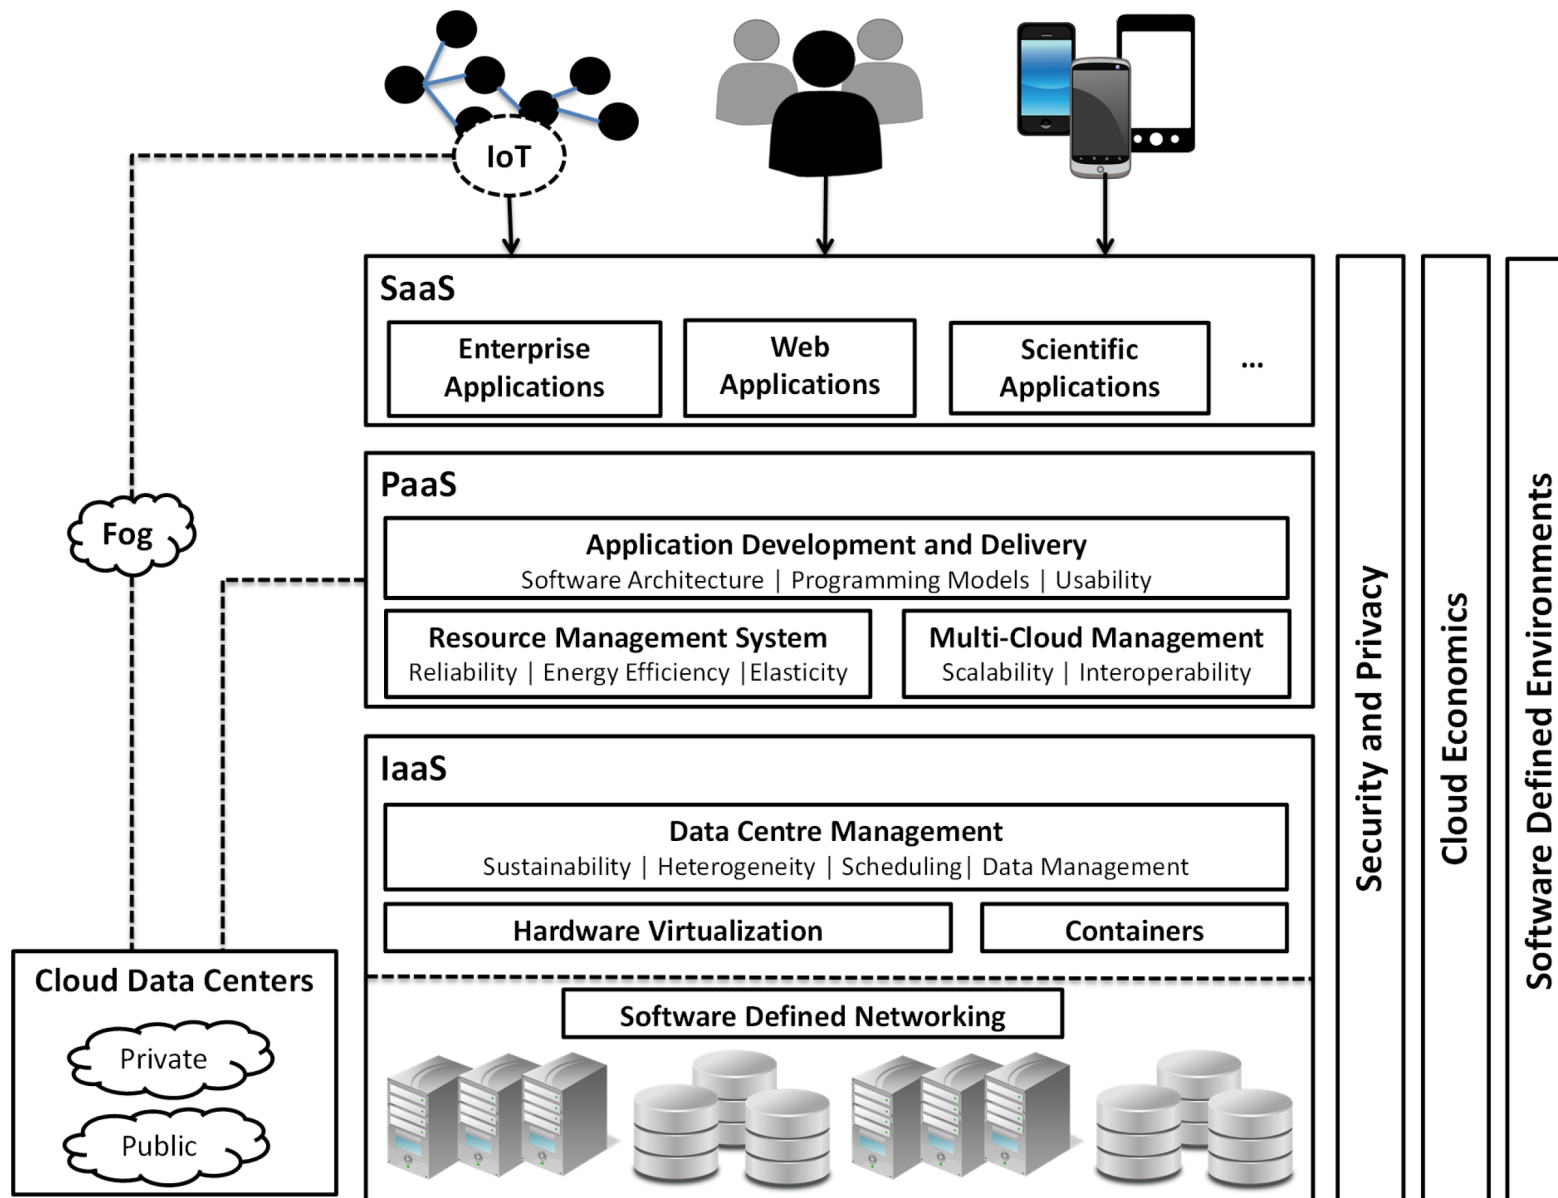 IoT
SaaS
Enterprise
Applications
Web
Applications
Scientific
Applications
...
PaaS
Application Development and Delivery
Software Architecture | Programming Models | Usability
Resource Management System
Reliability | Energy Efficiency |Elasticity
Multi-Cloud Management
Scalability | Interoperability
Fog
IaaS
Data Centre Management
Sustainability | Heterogeneity | Scheduling| Data Management
Hardware Virtualization
Containers
Software Defined Networking
Cloud Data Centers
Private
Public
Security and Privacy
Cloud Economics
Software Defined Environments